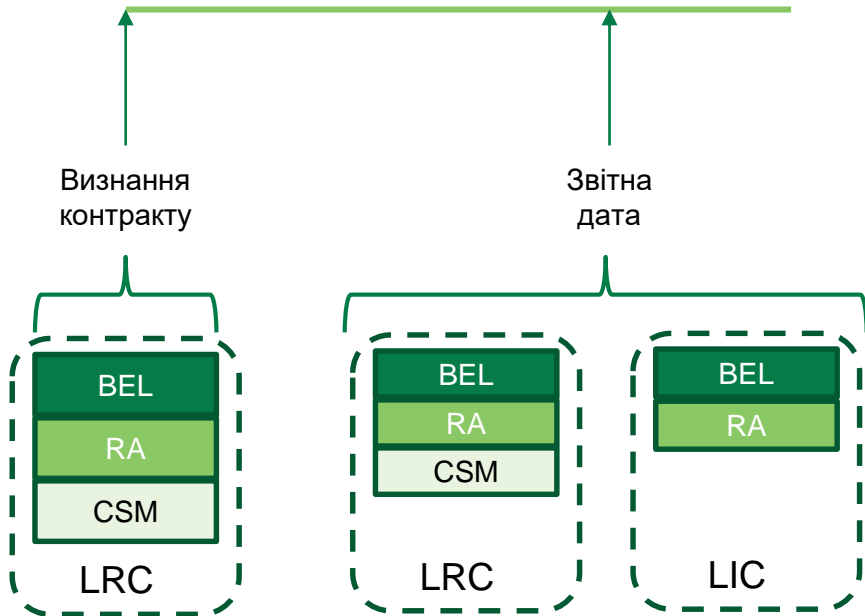 Визнання
контракту
Звітна
дата
BEL
RA
CSM
LRC
BEL
RA
CSM
LRC
BEL
RA
LIC